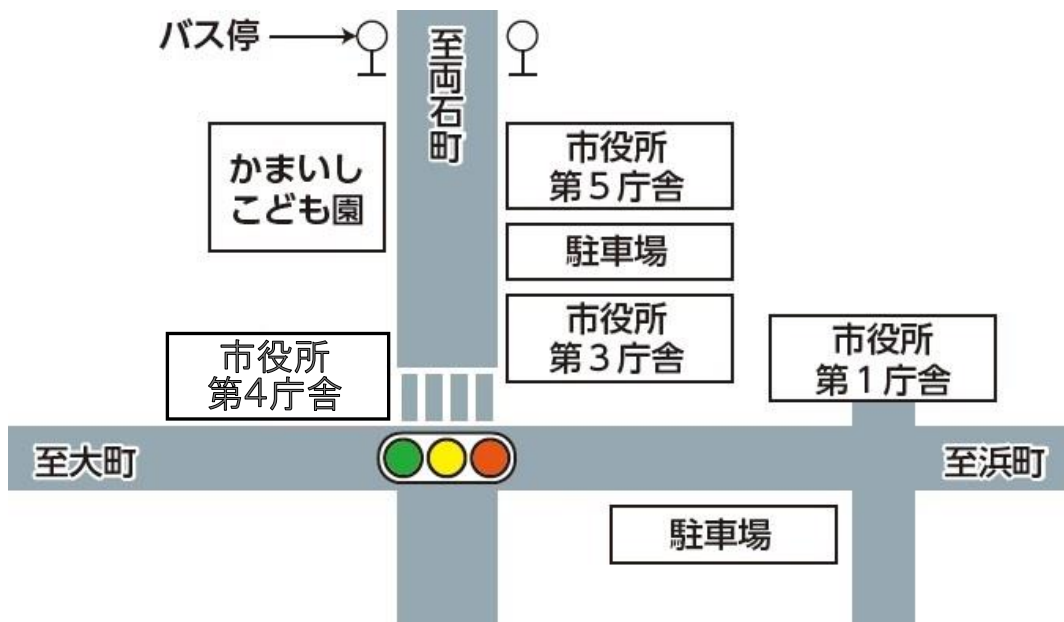 バス停
至両石町
かまいし
こども園
市役所
第5庁舎
駐車場
市役所
第3庁舎
市役所
第4庁舎
市役所
第1庁舎
至大町
至浜町
駐車場